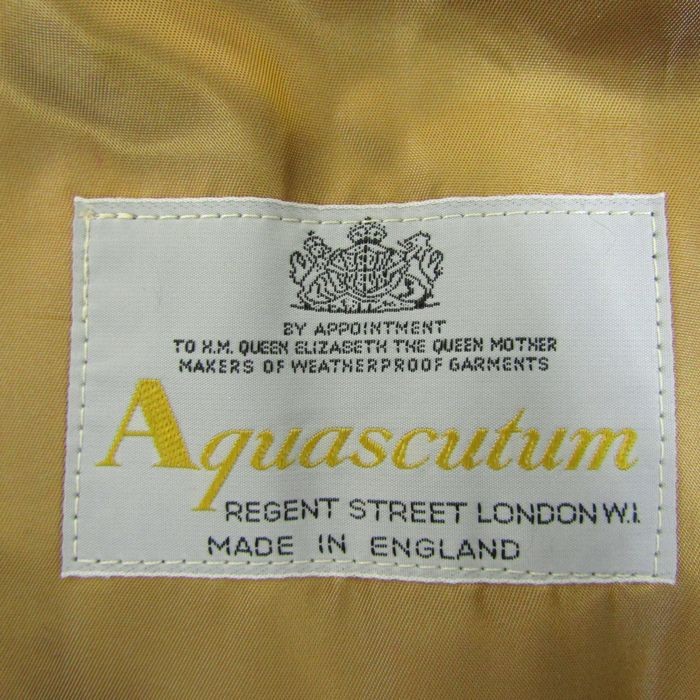 BY APPOINTMENT
TO H.M. QUEEN ELIZABETH THE QUEEN MOTHER
MAKERS OF WEATHERPROOF GARMENTS
Aquascutum
REGENT STREET LONDON W.I.
MADE IN ENGLAND